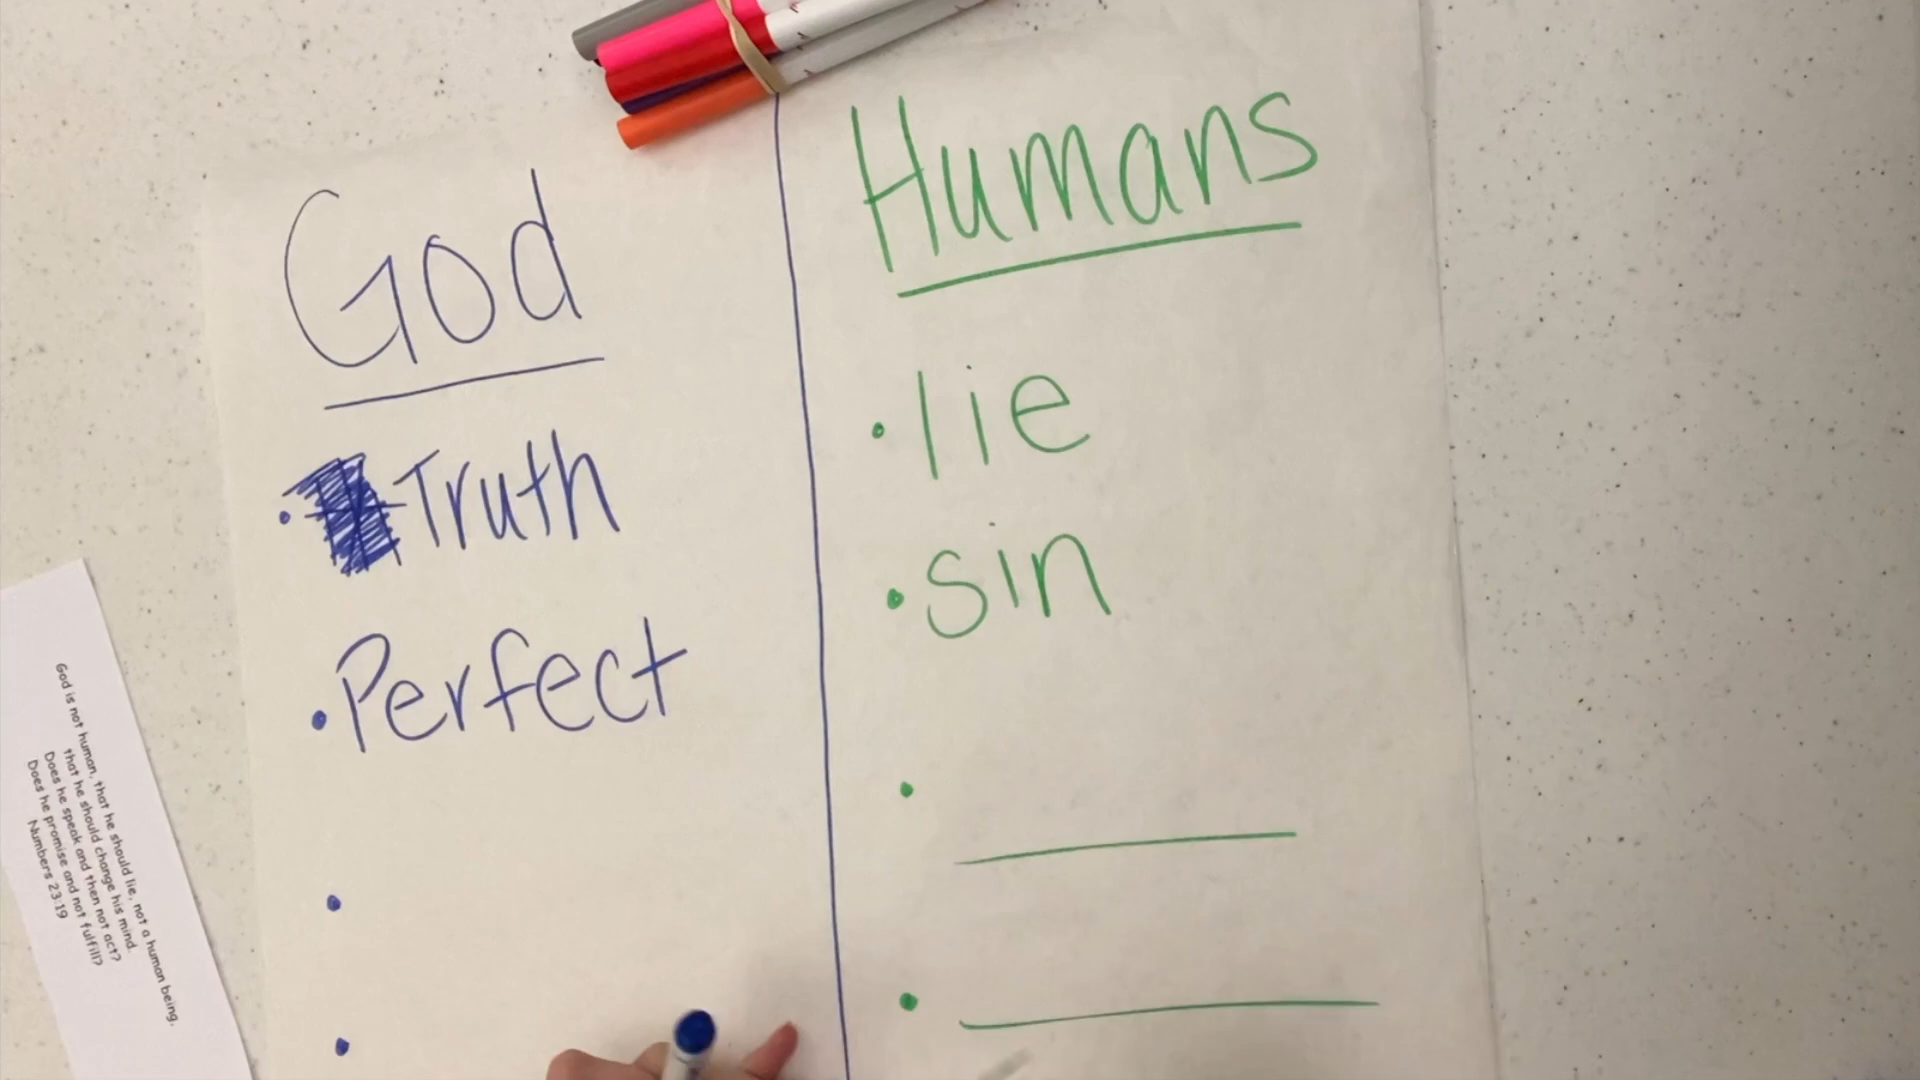 God
• Truth
• Perfect
•
•
Humans
• lie
• sin
•
•
God is not human, that he should lie, not a human being,
that he should change his mind.
Does he speak and then not act?
Does he promise and not fulfill?
Numbers 23:19